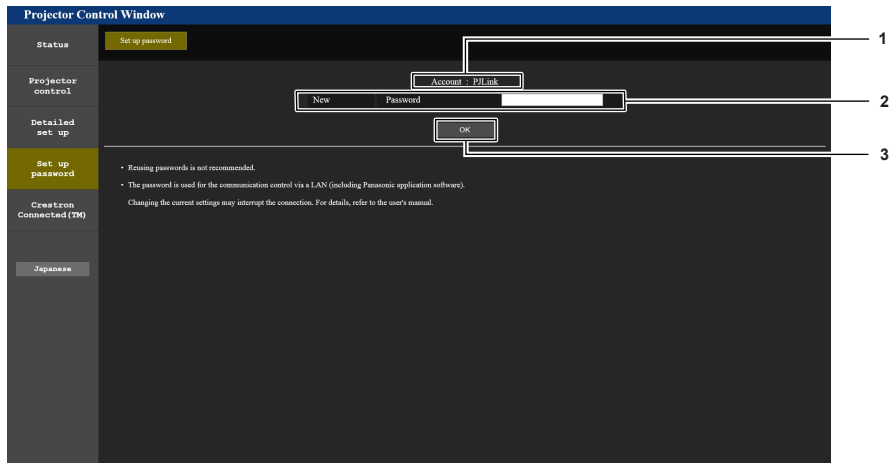 Projector Control Window
Status
Set up password
1
Projector
control
Account : PJLink
New Password
2
Detailed
set up
OK
3
Set up
password
• Reusing passwords is not recommended.
• The password is used for the communication control via a LAN (including Panasonic application software).
Changing the current settings may interrupt the connection. For details, refer to the user's manual.
Crestron
Connected(TM)
Japanese